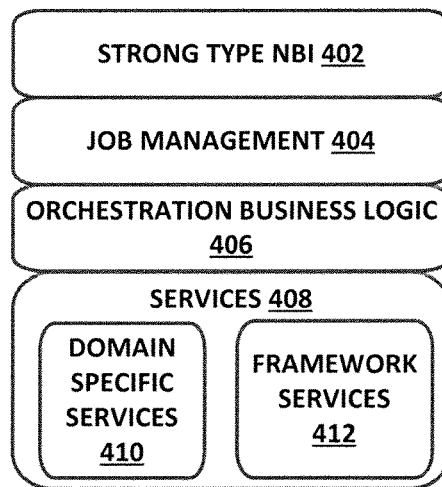 STRONG TYPE NBI 402
JOB MANAGEMENT 404
ORCHESTRATION BUSINESS LOGIC
406
SERVICES 408
DOMAIN
SPECIFIC
SERVICES
410
FRAMEWORK
SERVICES
412